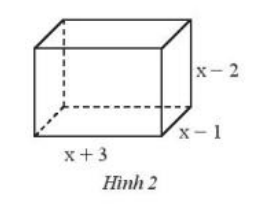 x – 2
x – 1
x + 3
Hình 2